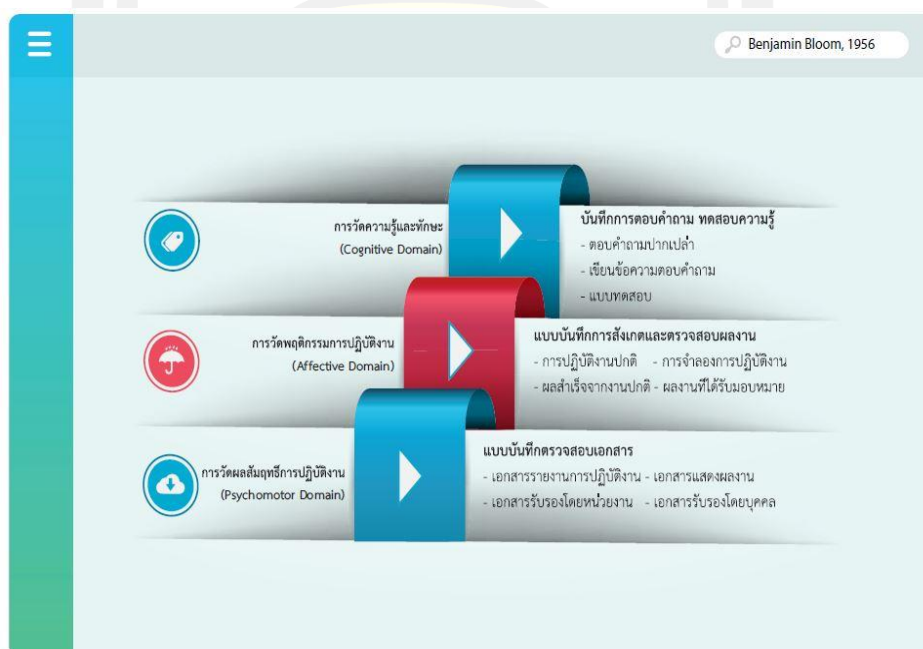 Benjamin Bloom, 1956
การวัดความรู้และทักษะ
(Cognitive Domain)
บันทึกการตอบคำถาม ทดสอบความรู้
- ตอบคำถามปากเปล่า
- เขียนข้อความตอบคำถาม
- แบบทดสอบ
การวัดพฤติกรรมการปฏิบัติงาน
(Affective Domain)
แบบบันทึกการสังเกตและตรวจสอบผลงาน
- การปฏิบัติงานปกติ - การจำลองการปฏิบัติงาน
- ผลสำเร็จจากงานปกติ - ผลงานที่ได้รับมอบหมาย
การวัดผลสัมฤทธิ์การปฏิบัติงาน
(Psychomotor Domain)
แบบบันทึกตรวจสอบเอกสาร
- เอกสารรายงานการปฏิบัติงาน - เอกสารแสดงผลงาน
- เอกสารรับรองโดยหน่วยงาน - เอกสารรับรองโดยบุคคล